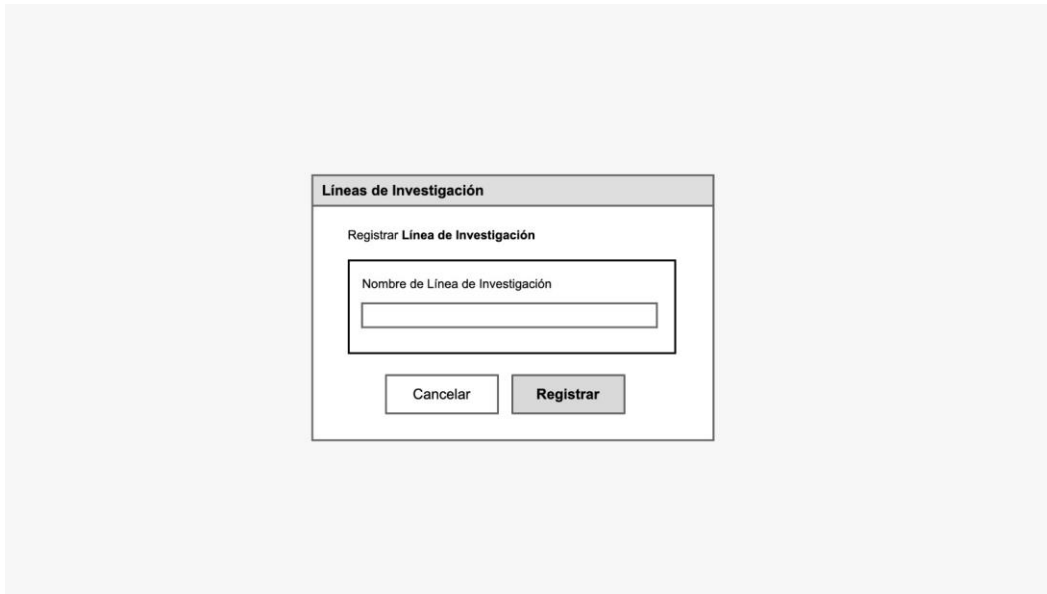 Líneas de Investigación
Registrar Línea de Investigación
Nombre de Línea de Investigación
Cancelar Registrar